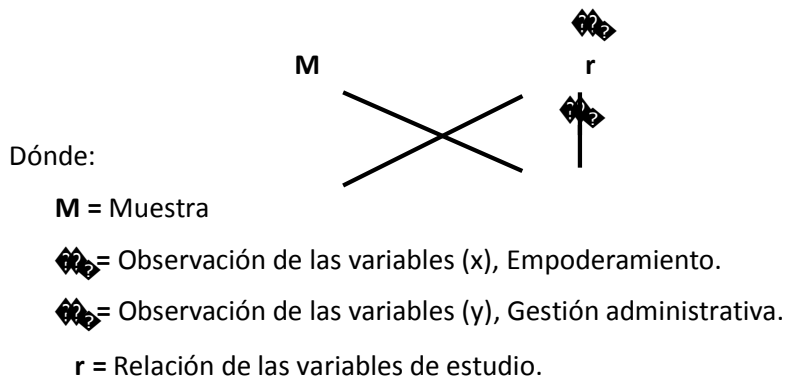 M
r
Dónde:
M = Muestra
= Observación de las variables (x), Empoderamiento.
= Observación de las variables (y), Gestión administrativa.
r = Relación de las variables de estudio.